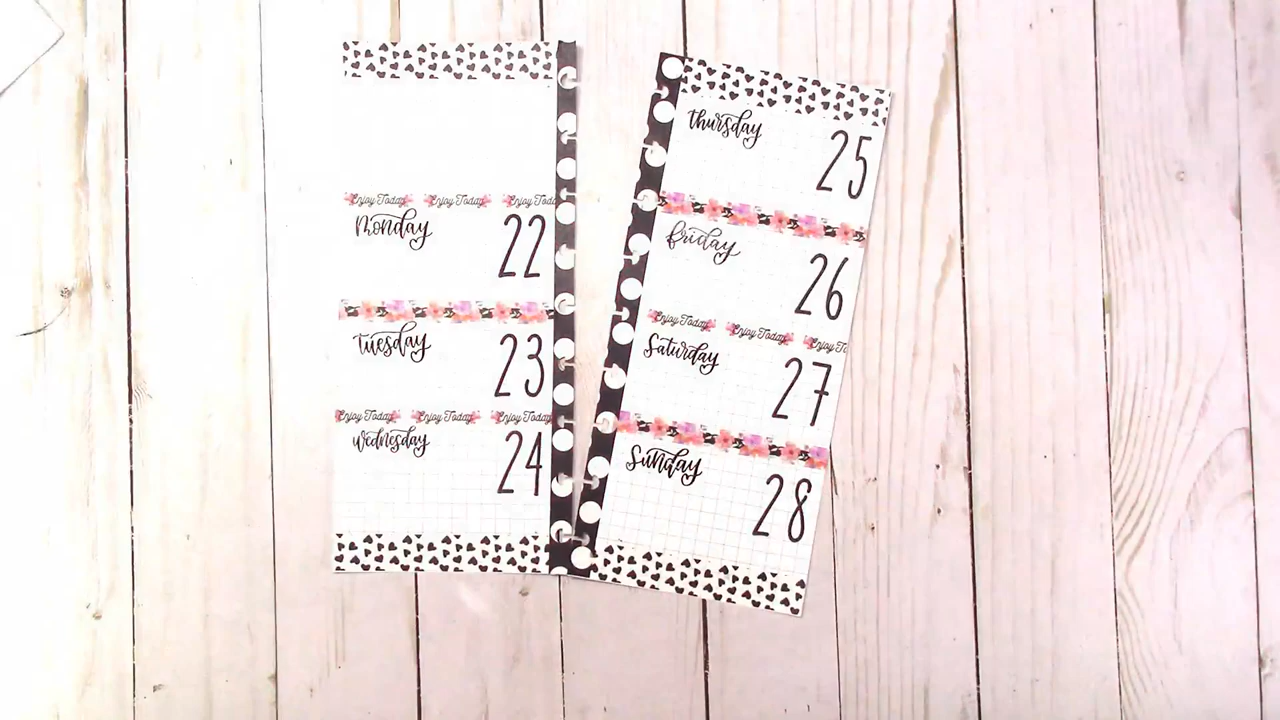 Enjoy Today Enjoy Today Enjoy Today
Monday
22
Tuesday
23
Enjoy Today Enjoy Today Enjoy Today
Wednesday
24
Thursday
25
Friday
26
Enjoy Today Enjoy Today Enjoy T
Saturday
27
Sunday
28